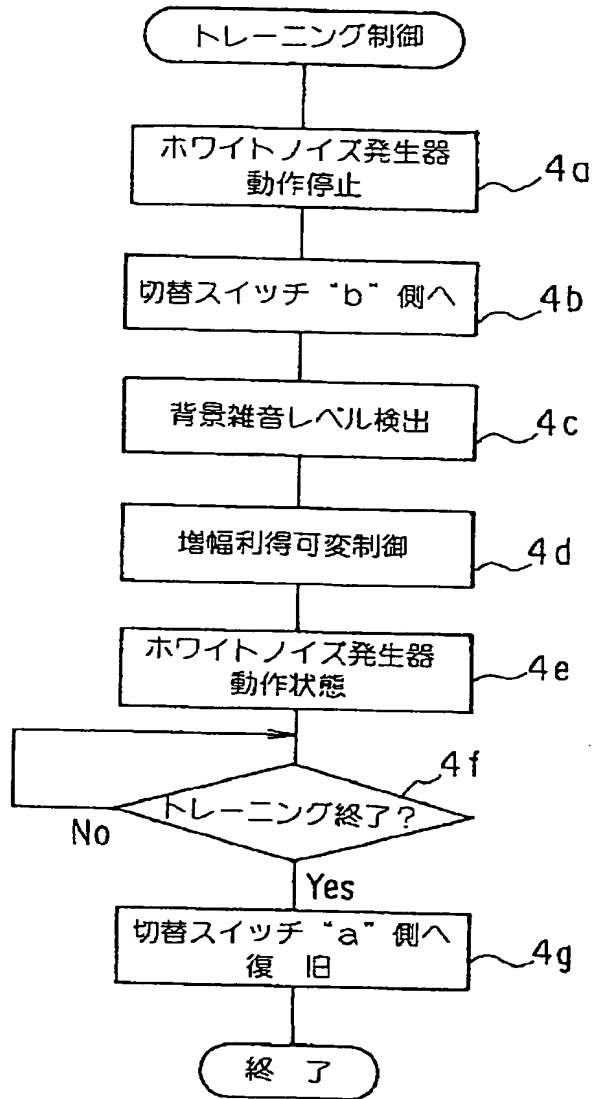 トレーニング制御
ホワイトノイズ発生器
動作停止
4a
切替スイッチ "b" 側へ
4b
背景雑音レベル検出
4c
増幅利得可変制御
4d
ホワイトノイズ発生器
動作状態
4e
4f
トレーニング終了?
No
Yes
切替スイッチ "a" 側へ
復 旧
4g
終 了